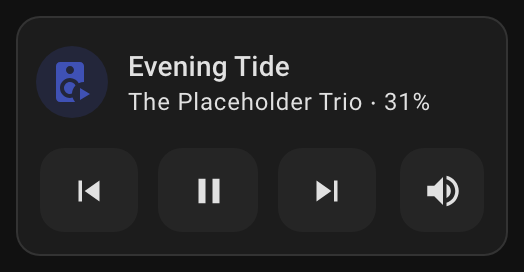 Evening Tide
The Placeholder Trio · 31%